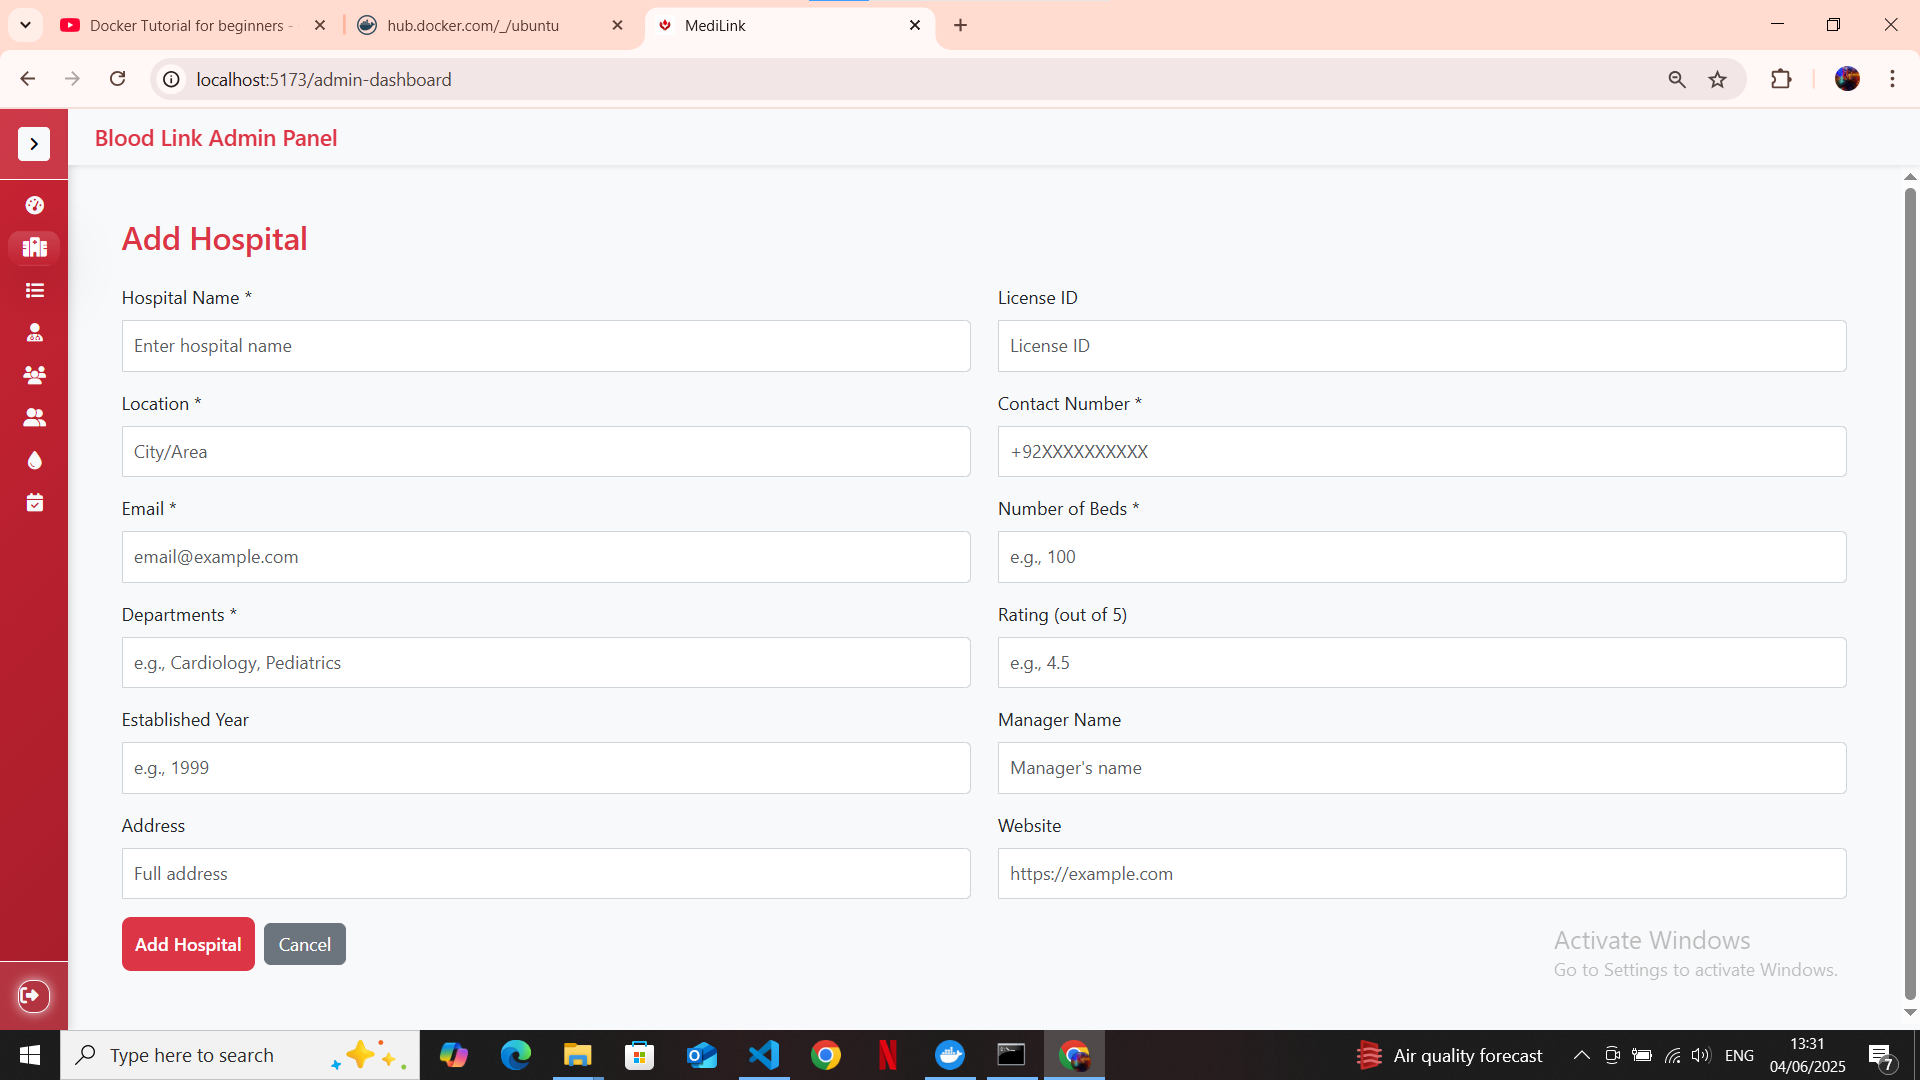 Docker Tutorial for beginners -
hub.docker.com/_/ubuntu
MediLink
localhost:5173/admin-dashboard
Blood Link Admin Panel
Add Hospital
Hospital Name *
License ID
Enter hospital name
License ID
Location *
Contact Number *
City/Area
+92XXXXXXXXXX
Email *
Number of Beds *
email@example.com
e.g., 100
Departments *
Rating (out of 5)
e.g., Cardiology, Pediatrics
e.g., 4.5
Established Year
Manager Name
e.g., 1999
Manager's name
Address
Website
Full address
https://example.com
Add Hospital
Cancel
Activate Windows
Go to Settings to activate Windows.
Type here to search
Air quality forecast
ENG
13:31
04/06/2025
7